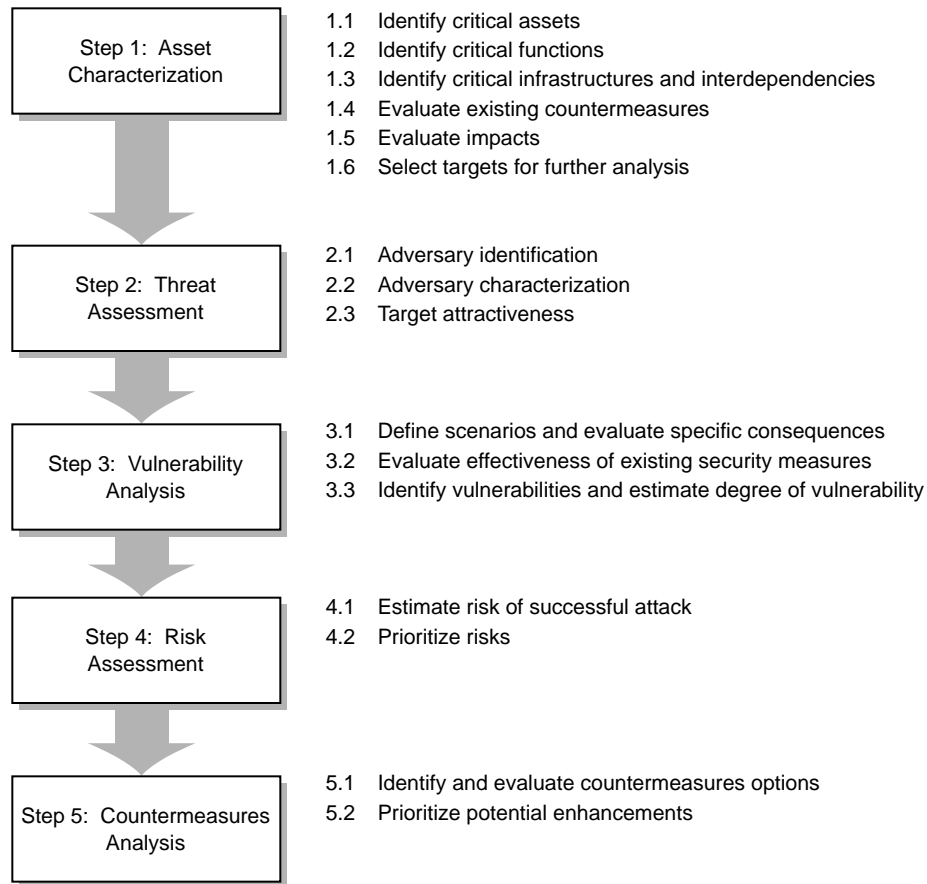 Step 1: Asset
Characterization
1.1 Identify critical assets
1.2 Identify critical functions
1.3 Identify critical infrastructures and interdependencies
1.4 Evaluate existing countermeasures
1.5 Evaluate impacts
1.6 Select targets for further analysis
Step 2: Threat
Assessment
2.1 Adversary identification
2.2 Adversary characterization
2.3 Target attractiveness
Step 3: Vulnerability
Analysis
3.1 Define scenarios and evaluate specific consequences
3.2 Evaluate effectiveness of existing security measures
3.3 Identify vulnerabilities and estimate degree of vulnerability
Step 4: Risk
Assessment
4.1 Estimate risk of successful attack
4.2 Prioritize risks
Step 5: Countermeasures
Analysis
5.1 Identify and evaluate countermeasures options
5.2 Prioritize potential enhancements